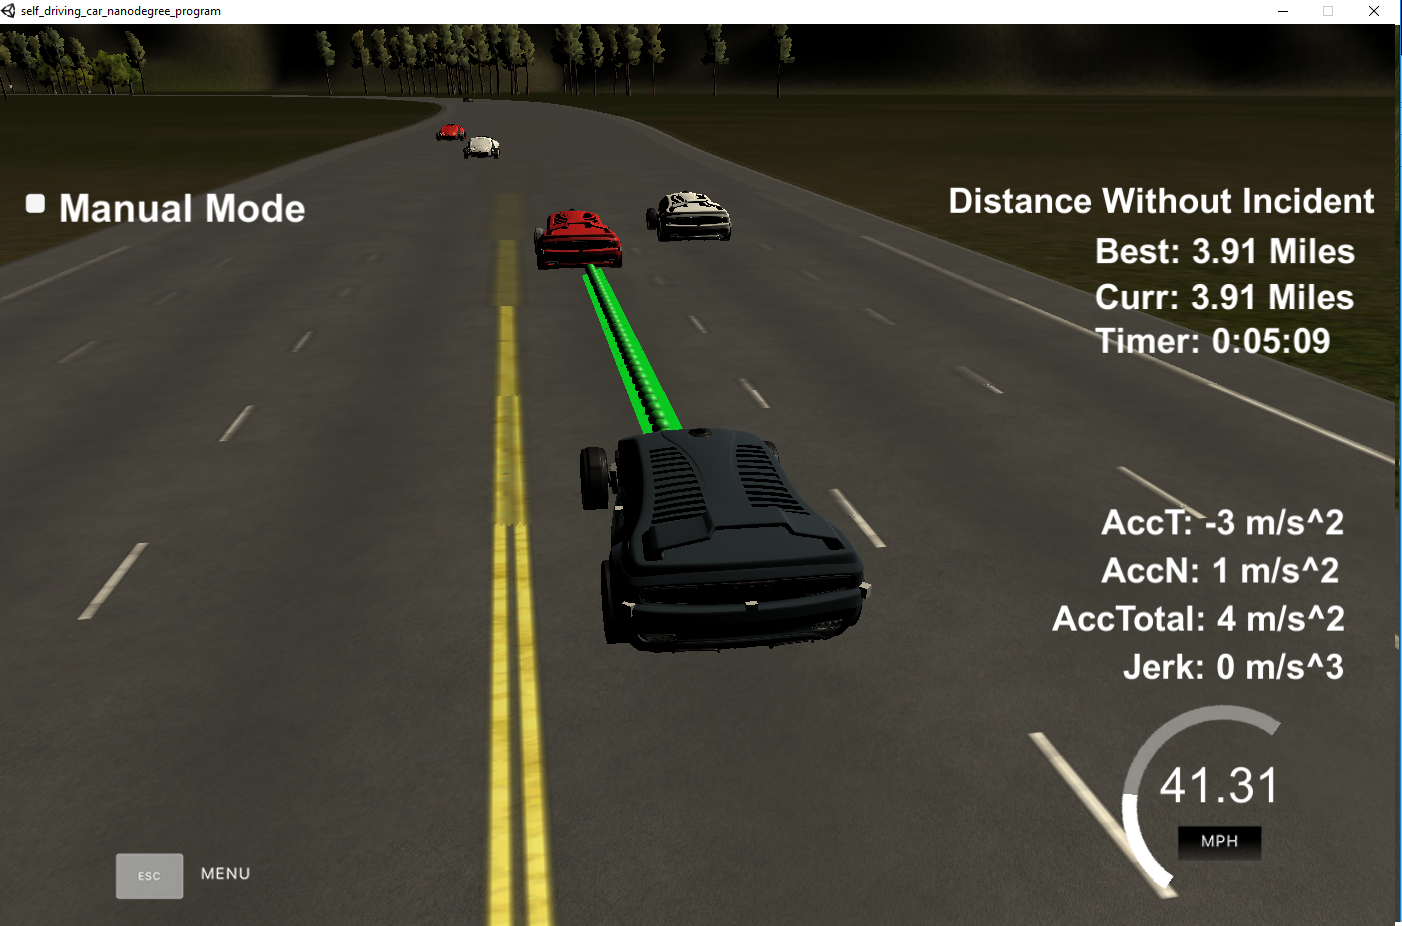 self_driving_car_nanodegree_program
Manual Mode
Distance Without Incident
Best: 3.91 Miles
Curr: 3.91 Miles
Timer: 0:05:09
AccT: -3 m/s^2
AccN: 1 m/s^2
AccTotal: 4 m/s^2
Jerk: 0 m/s^3
41.31
MPH
ESC MENU